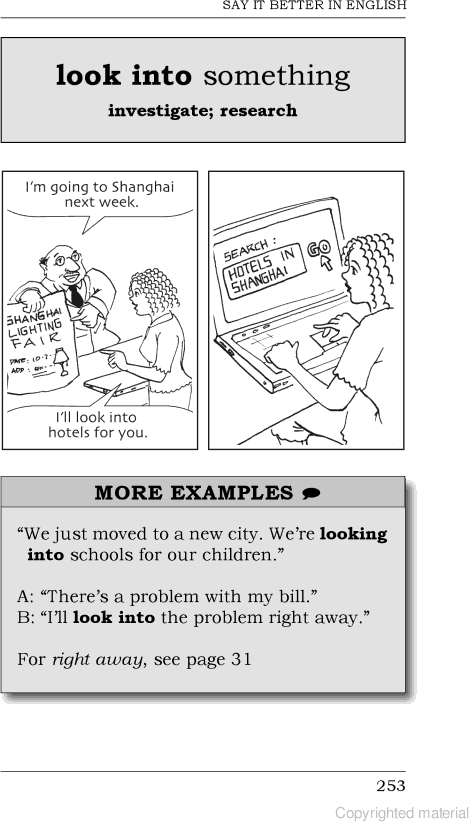 SAY IT BETTER IN ENGLISH
look into something
investigate; research
I'm going to Shanghai
next week.
SHANGHAI
LIGHTING
FAIR
DATE: 10.2.
I'll look into
hotels for you.
SEARCH:
HOTELS IN
SHANGHAI
GO
MORE EXAMPLES
“We just moved to a new city. We’re looking
into schools for our children.”
A: “There’s a problem with my bill.”
B: “I’ll look into the problem right away.”
For right away, see page 31
253
Copyrighted material